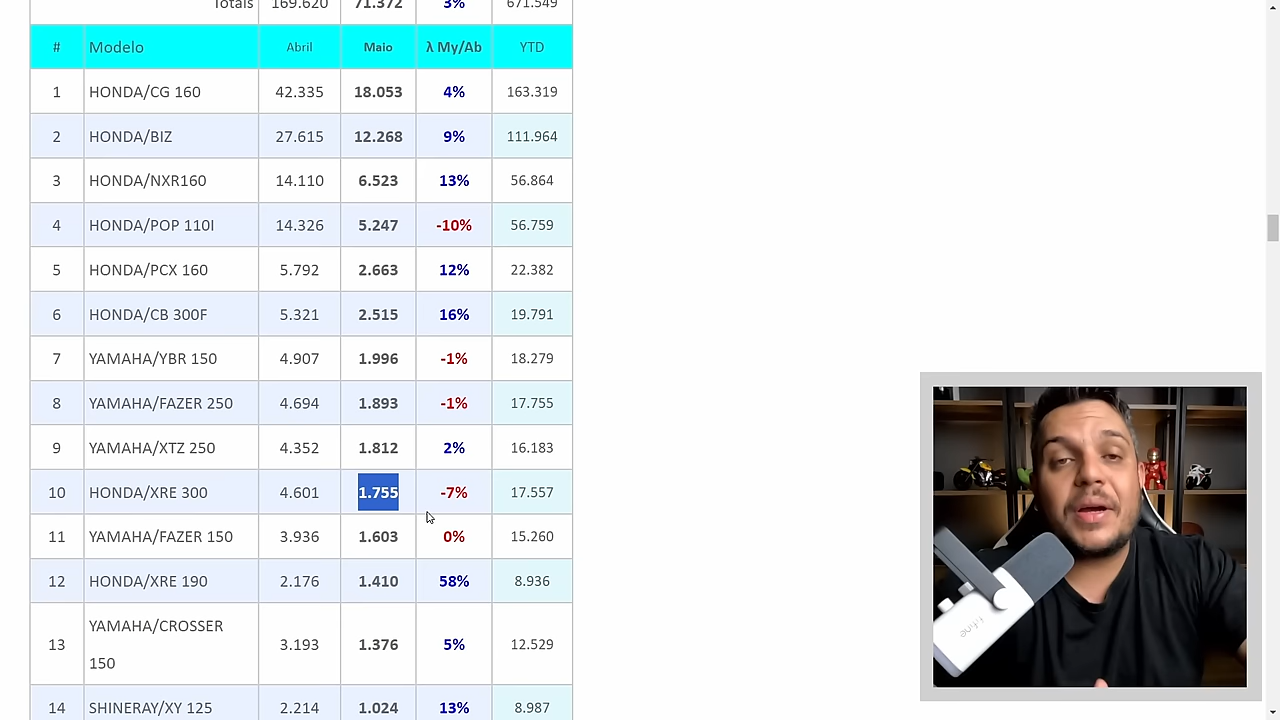 Totals 169.620 71.372 3% 671.549
# Modelo Abril Maio λ My/Ab YTD
1 HONDA/CG 160 42.335 18.053 4% 163.319
2 HONDA/BIZ 27.615 12.268 9% 111.964
3 HONDA/NXR160 14.110 6.523 13% 56.864
4 HONDA/POP 110I 14.326 5.247 -10% 56.759
5 HONDA/PCX 160 5.792 2.663 12% 22.382
6 HONDA/CB 300F 5.321 2.515 16% 19.791
7 YAMAHA/YBR 150 4.907 1.996 -1% 18.279
8 YAMAHA/FAZER 250 4.694 1.893 -1% 17.755
9 YAMAHA/XTZ 250 4.352 1.812 2% 16.183
10 HONDA/XRE 300 4.601 1.755 -7% 17.557
11 YAMAHA/FAZER 150 3.936 1.603 0% 15.260
12 HONDA/XRE 190 2.176 1.410 58% 8.936
13 YAMAHA/CROSSER 150 3.193 1.376 5% 12.529
14 SHINERAY/XY 125 2.214 1.024 13% 8.987